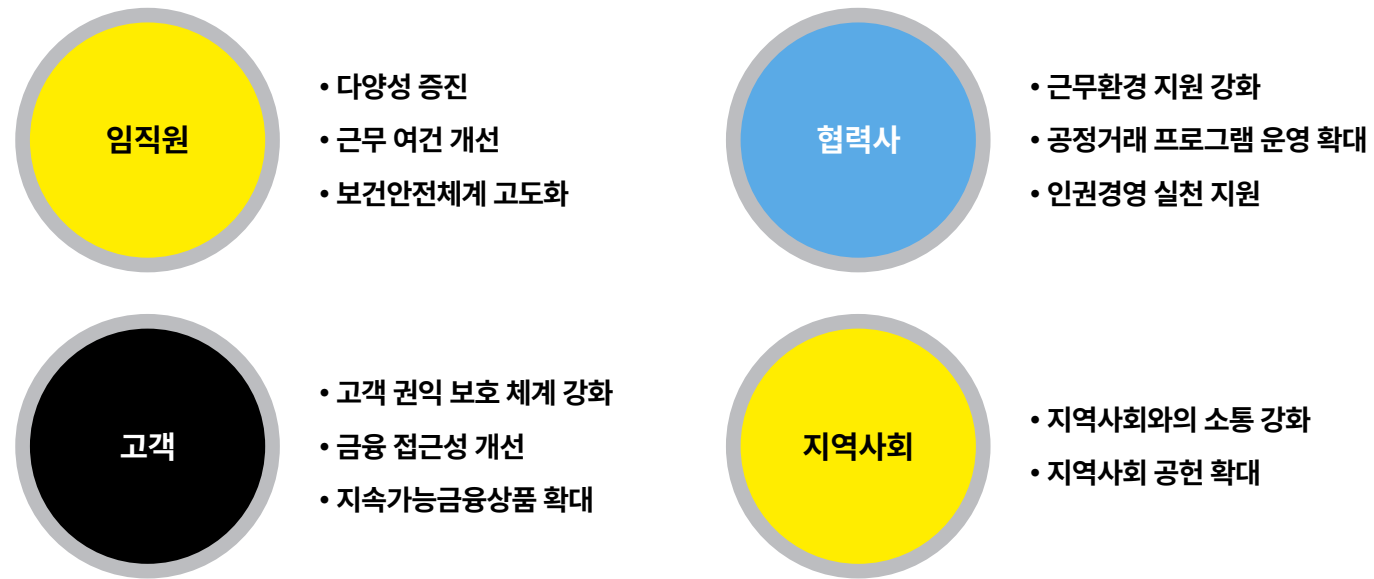 임직원
• 다양성 증진
• 근무 여건 개선
• 보건안전체계 고도화
협력사
• 근무환경 지원 강화
• 공정거래 프로그램 운영 확대
• 인권경영 실천 지원
고객
• 고객 권익 보호 체계 강화
• 금융 접근성 개선
• 지속가능금융상품 확대
지역사회
• 지역사회와의 소통 강화
• 지역사회 공헌 확대